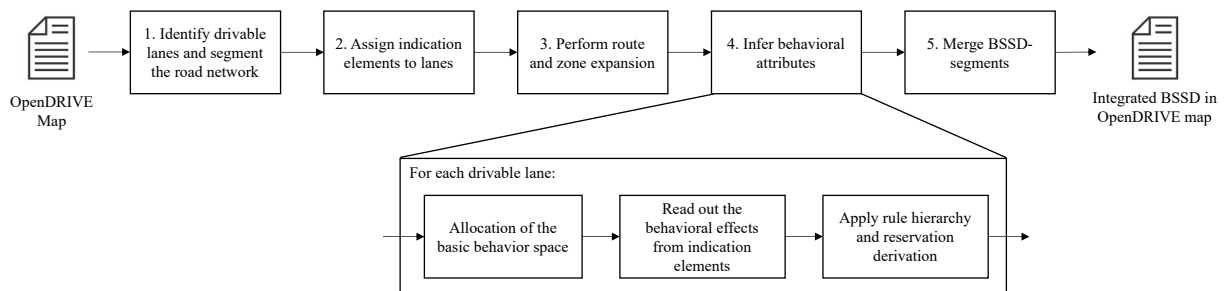 OpenDRIVE
Map
1. Identify drivable
lanes and segment
the road network
2. Assign indication
elements to lanes
3. Perform route
and zone expansion
4. Infer behavioral
attributes
5. Merge BSSD-
segments
Integrated BSSD in
OpenDRIVE map
For each drivable lane:
Allocation of the
basic behavior space
Read out the
behavioral effects
from indication
elements
Apply rule hierarchy
and reservation
derivation